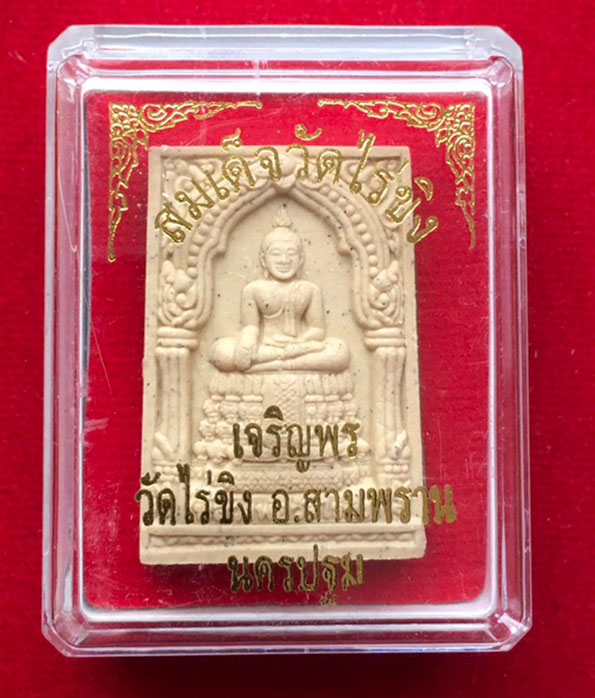 สมเด็จวัดไร่ขิง
เจริญพร
วัดไร่ขิง อ.สามพราน
นครปฐม